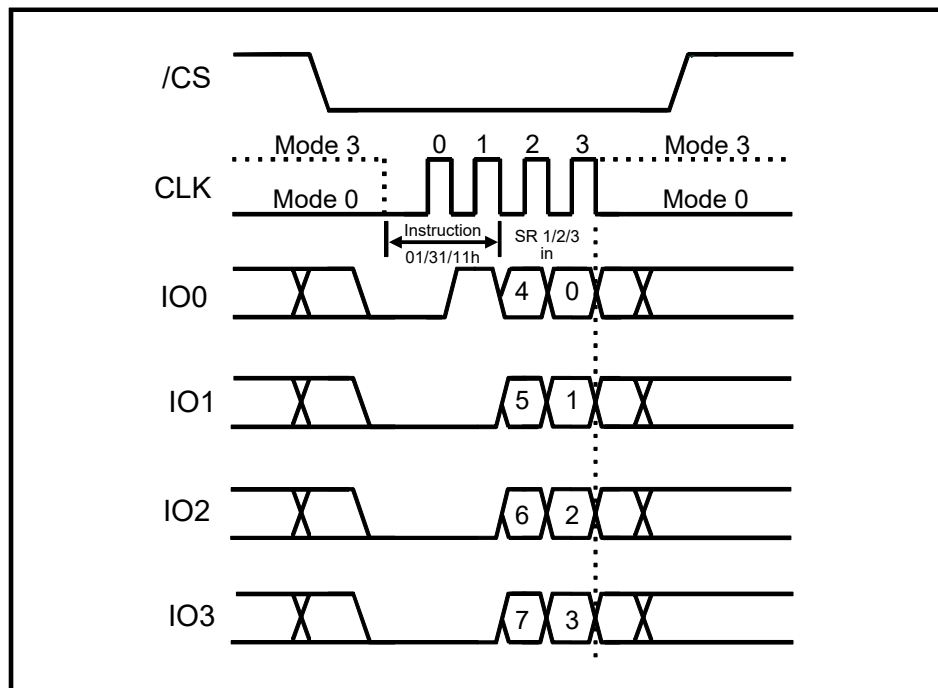 /CS
Mode 3 0 1 2 3 Mode 3
CLK
Mode 0 Mode 0
Instruction SR 1/2/3
01/31/11h in
IO0 4 0
IO1 5 1
IO2 6 2
IO3 7 3